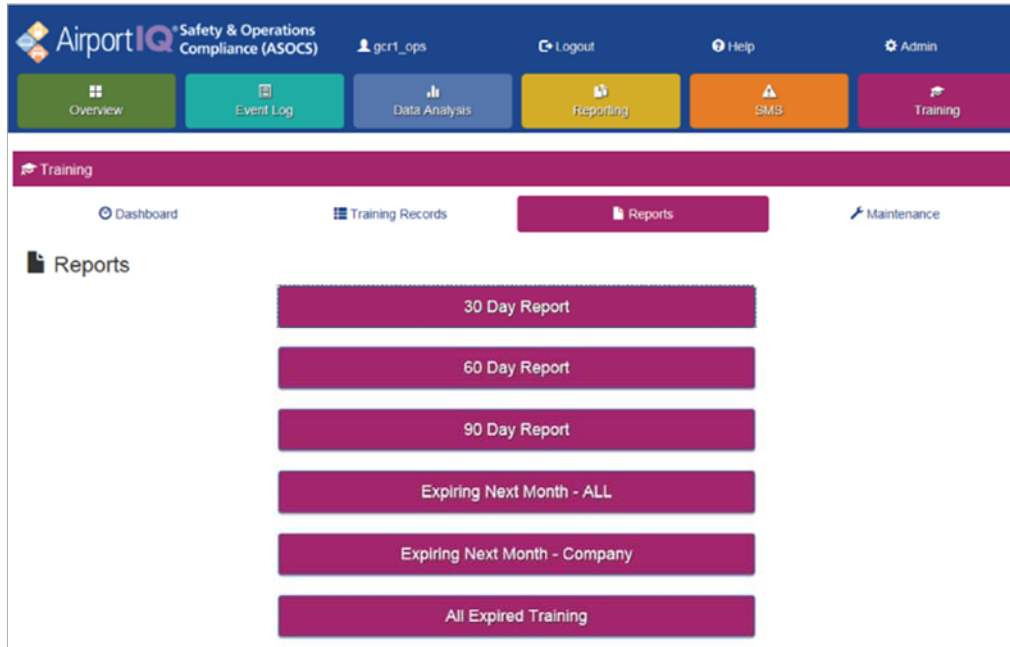 AirportIQ® Safety & Operations
Compliance (ASOCS)
gcr1_ops
Logout
Help
Admin
Overview
Event Log
Data Analysis
Reporting
SMS
Training
Training
Dashboard
Training Records
Reports
Maintenance
Reports
30 Day Report
60 Day Report
90 Day Report
Expiring Next Month - ALL
Expiring Next Month - Company
All Expired Training